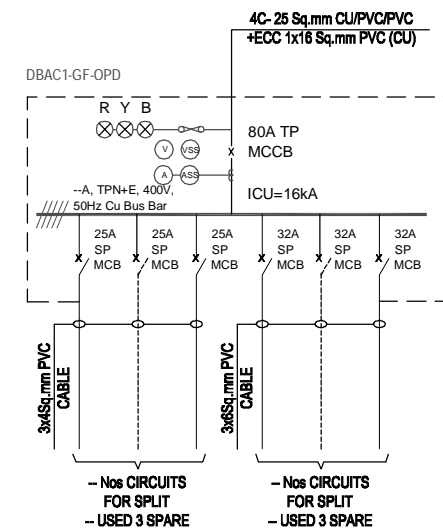 4C- 25 Sq.mm CU/PVC/PVC
+ECC 1x16 Sq.mm PVC (CU)
DBAC1-GF-OPD
R Y B
80A TP
MCCB
V VSS
A ASS
ICU=16kA
--A, TPN+E, 400V,
50Hz Cu Bus Bar
25A SP MCB
25A SP MCB
25A SP MCB
32A SP MCB
32A SP MCB
32A SP MCB
3x4Sq.mm PVC
CABLE
3x6Sq.mm PVC
CABLE
-- Nos CIRCUITS
FOR SPLIT
-- USED 3 SPARE
-- Nos CIRCUITS
FOR SPLIT
-- USED 3 SPARE